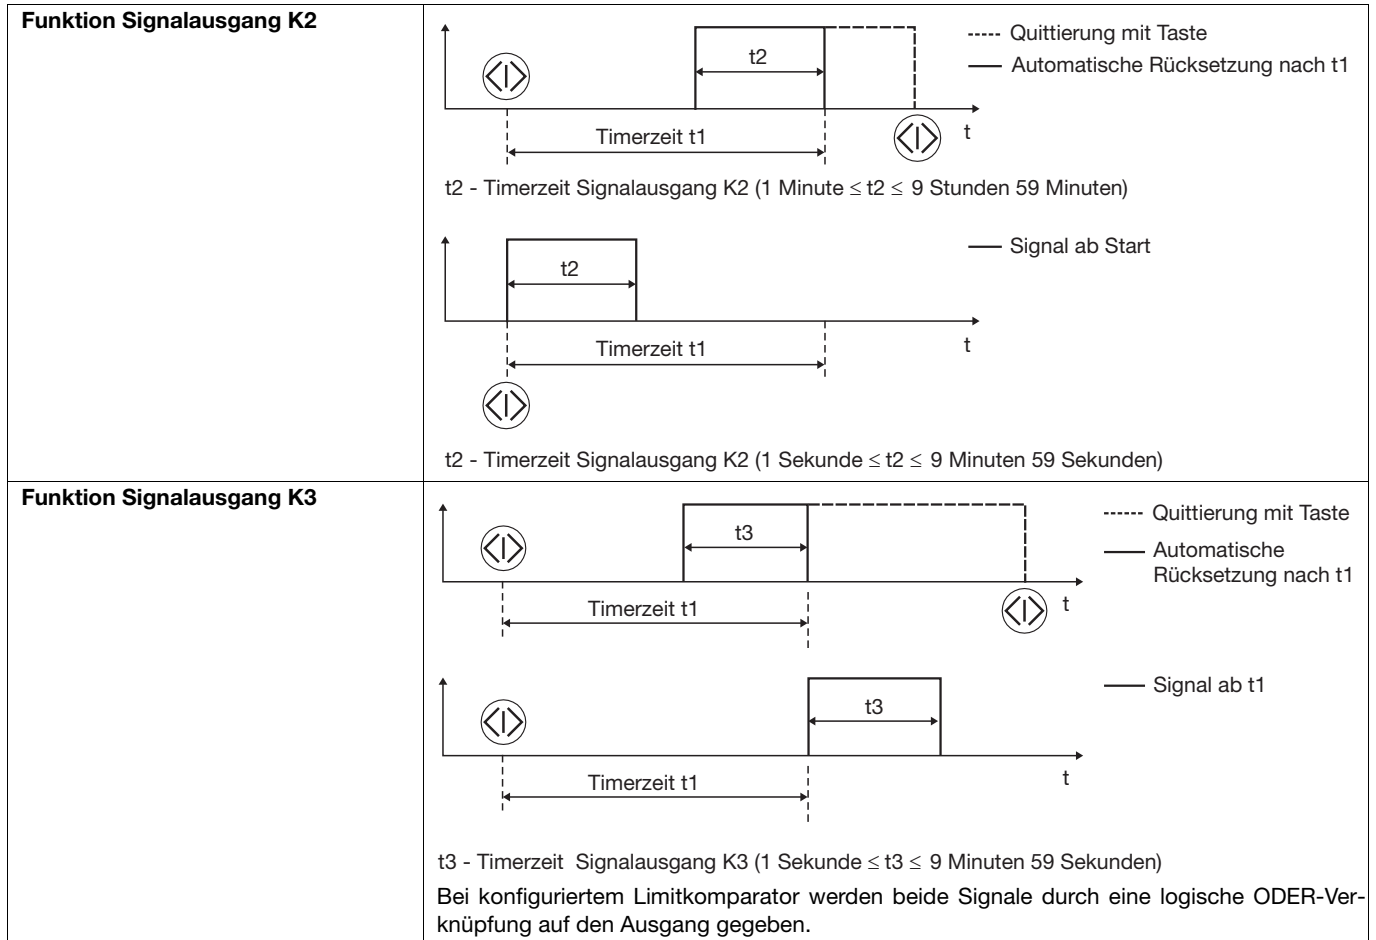 Funktion Signalausgang K2
Quittierung mit Taste
t2
Automatische Rücksetzung nach t1
Timerzeit t1
t
t2 - Timerzeit Signalausgang K2 (1 Minute ≤ t2 ≤ 9 Stunden 59 Minuten)
Signal ab Start
t2
Timerzeit t1
t
t2 - Timerzeit Signalausgang K2 (1 Sekunde ≤ t2 ≤ 9 Minuten 59 Sekunden)
Funktion Signalausgang K3
Quittierung mit Taste
t3
Automatische
Rücksetzung nach t1
Timerzeit t1
t
Signal ab t1
t3
Timerzeit t1
t
t3 - Timerzeit Signalausgang K3 (1 Sekunde ≤ t3 ≤ 9 Minuten 59 Sekunden)
Bei konfiguriertem Limitkomparator werden beide Signale durch eine logische ODER-Ver-
knüpfung auf den Ausgang gegeben.